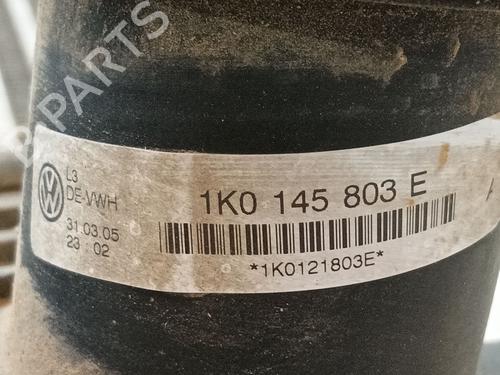 B PARTS
L3
DE-VWH
31.03.05
23:02
1K0 145 803 E
*1K0121803E*
A